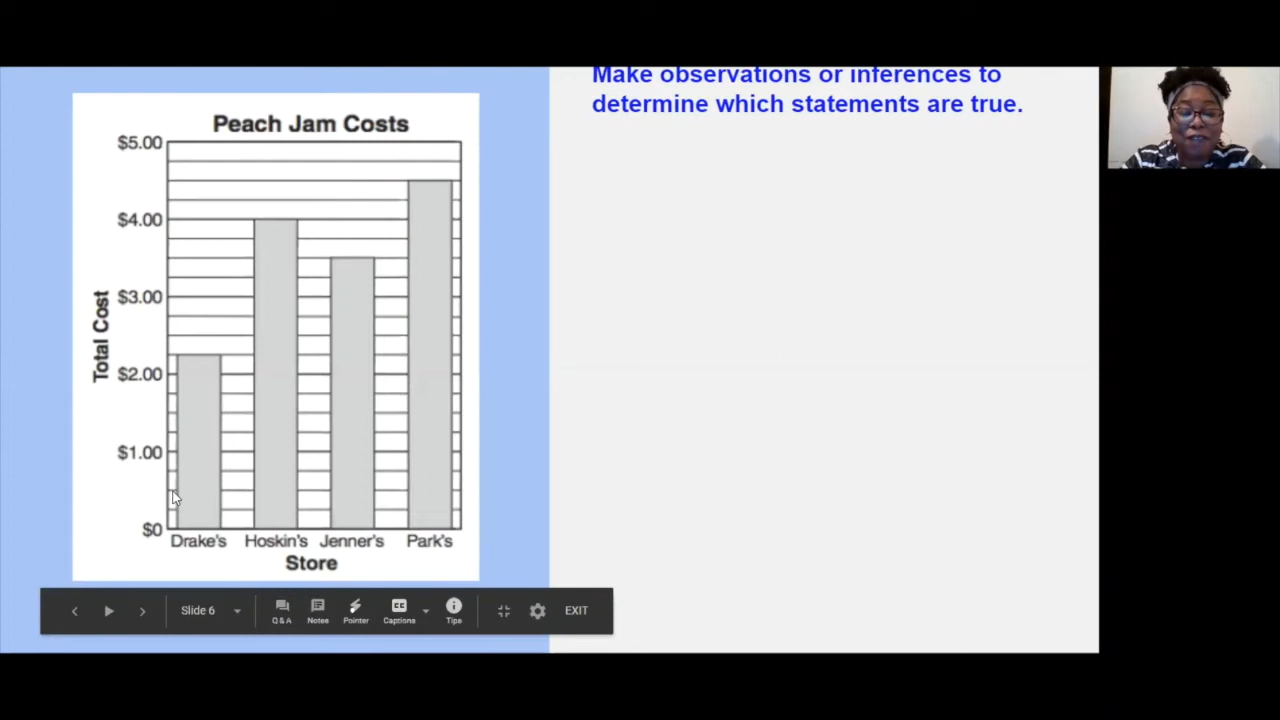 Make observations or inferences to
determine which statements are true.
Peach Jam Costs
$5.00
$4.00
$3.00
$2.00
$1.00
$0
Total Cost
Drake's Hoskin's Jenner's Park's
Store
Slide 6
Q & A Notes Pointer Captions Tips EXIT
CC